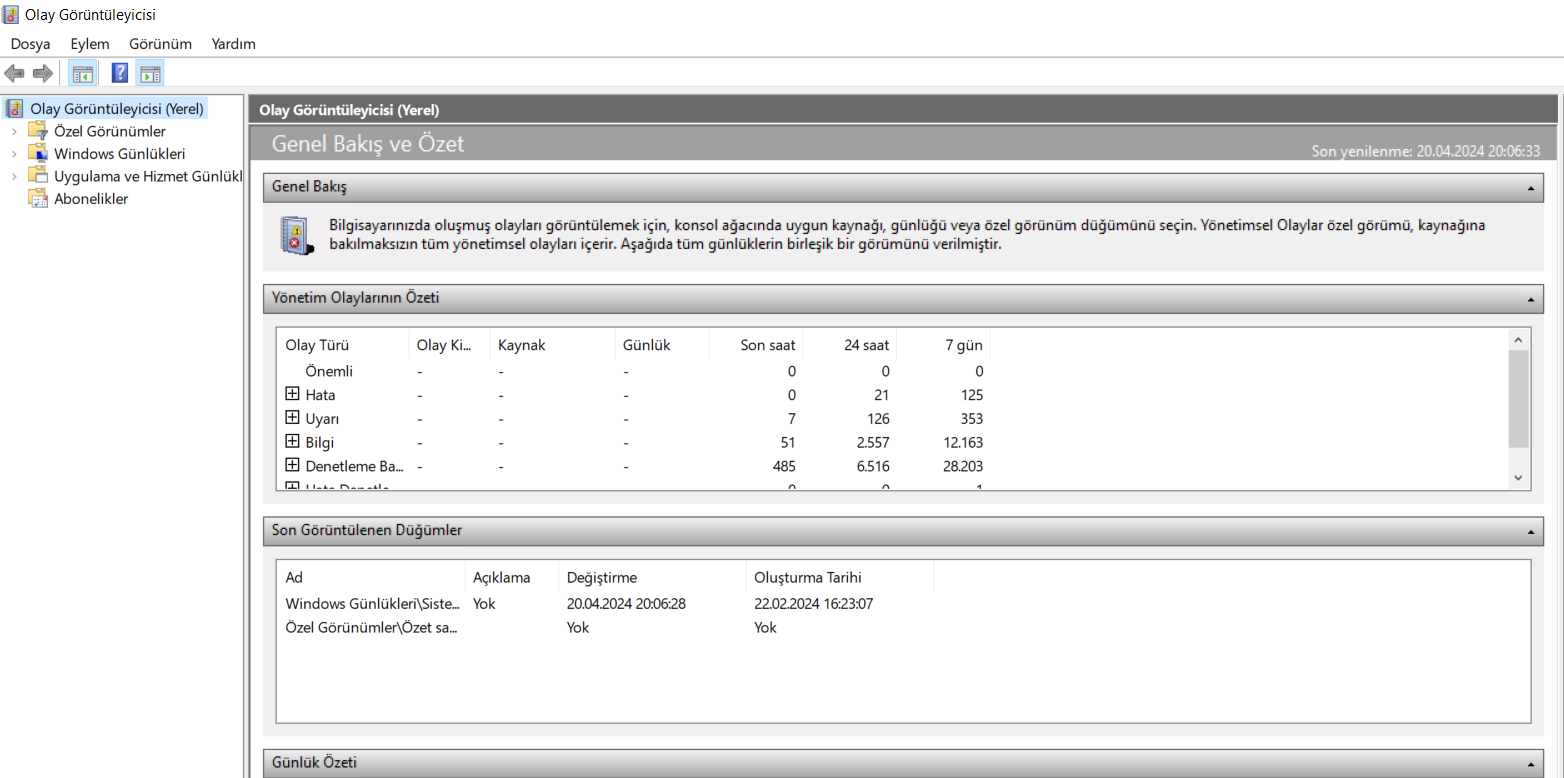 Olay Görüntüleyicisi
Dosya Eylem Görünüm Yardım
Olay Görüntüleyicisi (Yerel)
Özel Görünümler
Windows Günlükleri
Uygulama ve Hizmet Günlükl
Abonelikler
Olay Görüntüleyicisi (Yerel)
Genel Bakış ve Özet
Son yenilenme: 20.04.2024 20:06:33
Genel Bakış
Bilgisayarınızda oluşmuş olayları görüntülemek için, konsol ağacında uygun kaynağı, günlüğü veya özel görünüm düğümünü seçin. Yönetimsel Olaylar özel görümü, kaynağına
bakılmaksızın tüm yönetimsel olayları içerir. Aşağıda tüm günlüklerin birleşik bir görümünü verilmiştir.
Yönetim Olaylarının Özeti
Olay Türü Olay Ki... Kaynak Günlük Son saat 24 saat 7 gün
Önemli - - - 0 0 0
Hata - - - 0 21 125
Uyarı - - - 7 126 353
Bilgi - - - 51 2.557 12.163
Denetleme Ba... - - - 485 6.516 28.203
Son Görüntülenen Düğümler
Ad Açıklama Değiştirme Oluşturma Tarihi
Windows Günlükleri\Siste... Yok 20.04.2024 20:06:28 22.02.2024 16:23:07
Özel Görünümler\Özet sa... Yok Yok
Günlük Özeti